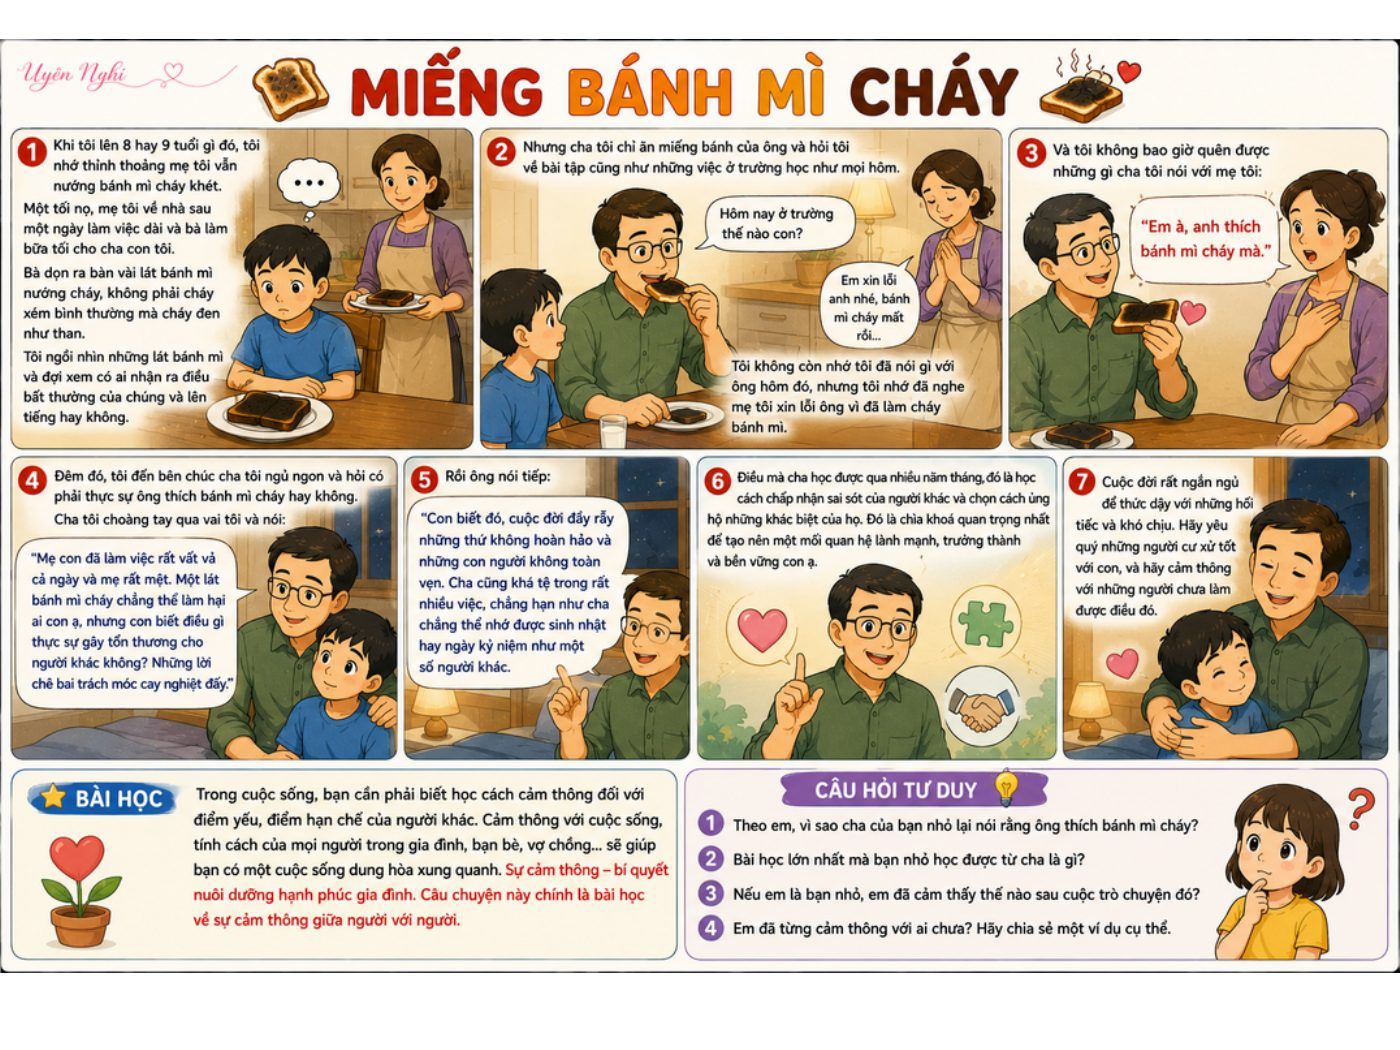 Uyên Nghi
MIẾNG BÁNH MÌ CHÁY
1
Khi tôi lên 8 hay 9 tuổi gì đó, tôi
nhớ thỉnh thoảng mẹ tôi vẫn
nướng bánh mì cháy khét.
Một tối nọ, mẹ tôi về nhà sau
một ngày làm việc dài và bà làm
bữa tối cho cha con tôi.
Bà dọn ra bàn vài lát bánh mì
nướng cháy, không phải cháy
xém bình thường mà cháy đen
như than.
Tôi ngồi nhìn những lát bánh mì
và đợi xem có ai nhận ra điều
bất thường của chúng và lên
tiếng hay không.
...
2
Nhưng cha tôi chỉ ăn miếng bánh của ông và hỏi tôi
về bài tập cũng như những việc ở trường học như mọi hôm.
Hôm nay ở trường
thế nào con?
Em xin lỗi
anh nhé, bánh
mì cháy mất
rồi...
Tôi không còn nhớ tôi đã nói gì với
ông hôm đó, nhưng tôi nhớ đã nghe
mẹ tôi xin lỗi ông vì đã làm cháy
bánh mì.
3
Và tôi không bao giờ quên được
những gì cha tôi nói với mẹ tôi:
“Em à, anh thích
bánh mì cháy mà.”
4
Đêm đó, tôi đến bên chúc cha tôi ngủ ngon và hỏi có
phải thực sự ông thích bánh mì cháy hay không.
Cha tôi choàng tay qua vai tôi và nói:
“Mẹ con đã làm việc rất vất vả
cả ngày và mẹ rất mệt. Một lát
bánh mì cháy chẳng thể làm hại
ai con ạ, nhưng con biết điều gì
thực sự gây tổn thương cho
người khác không? Những lời
chê bai trách móc cay nghiệt đấy.”
5
Rồi ông nói tiếp:
“Con biết đó, cuộc đời đầy rẫy
những thứ không hoàn hảo và
những con người không toàn
vẹn. Cha cũng khá tệ trong rất
nhiều việc, chẳng hạn như cha
chẳng thể nhớ được sinh nhật
hay ngày kỷ niệm như một
số người khác.
6
Điều mà cha học được qua nhiều năm tháng, đó là học
cách chấp nhận sai sót của người khác và chọn cách ủng
hộ những khác biệt của họ. Đó là chìa khoá quan trọng nhất
để tạo nên một mối quan hệ lành mạnh, trưởng thành
và bền vững con ạ.
7
Cuộc đời rất ngắn ngủ
để thức dậy với những hối
tiếc và khó chịu. Hãy yêu
quý những người cư xử tốt
với con, và hãy cảm thông
với những người chưa làm
được điều đó.
BÀI HỌC
Trong cuộc sống, bạn cần phải biết học cách cảm thông đối với
điểm yếu, điểm hạn chế của người khác. Cảm thông với cuộc sống,
tính cách của mọi người trong gia đình, bạn bè, vợ chồng... sẽ giúp
bạn có một cuộc sống dung hòa xung quanh. Sự cảm thông – bí quyết
nuôi dưỡng hạnh phúc gia đình. Câu chuyện này chính là bài học
về sự cảm thông giữa người với người.
CÂU HỎI TƯ DUY
1 Theo em, vì sao cha của bạn nhỏ lại nói rằng ông thích bánh mì cháy?
2 Bài học lớn nhất mà bạn nhỏ học được từ cha là gì?
3 Nếu em là bạn nhỏ, em đã cảm thấy thế nào sau cuộc trò chuyện đó?
4 Em đã từng cảm thông với ai chưa? Hãy chia sẻ một ví dụ cụ thể.
?